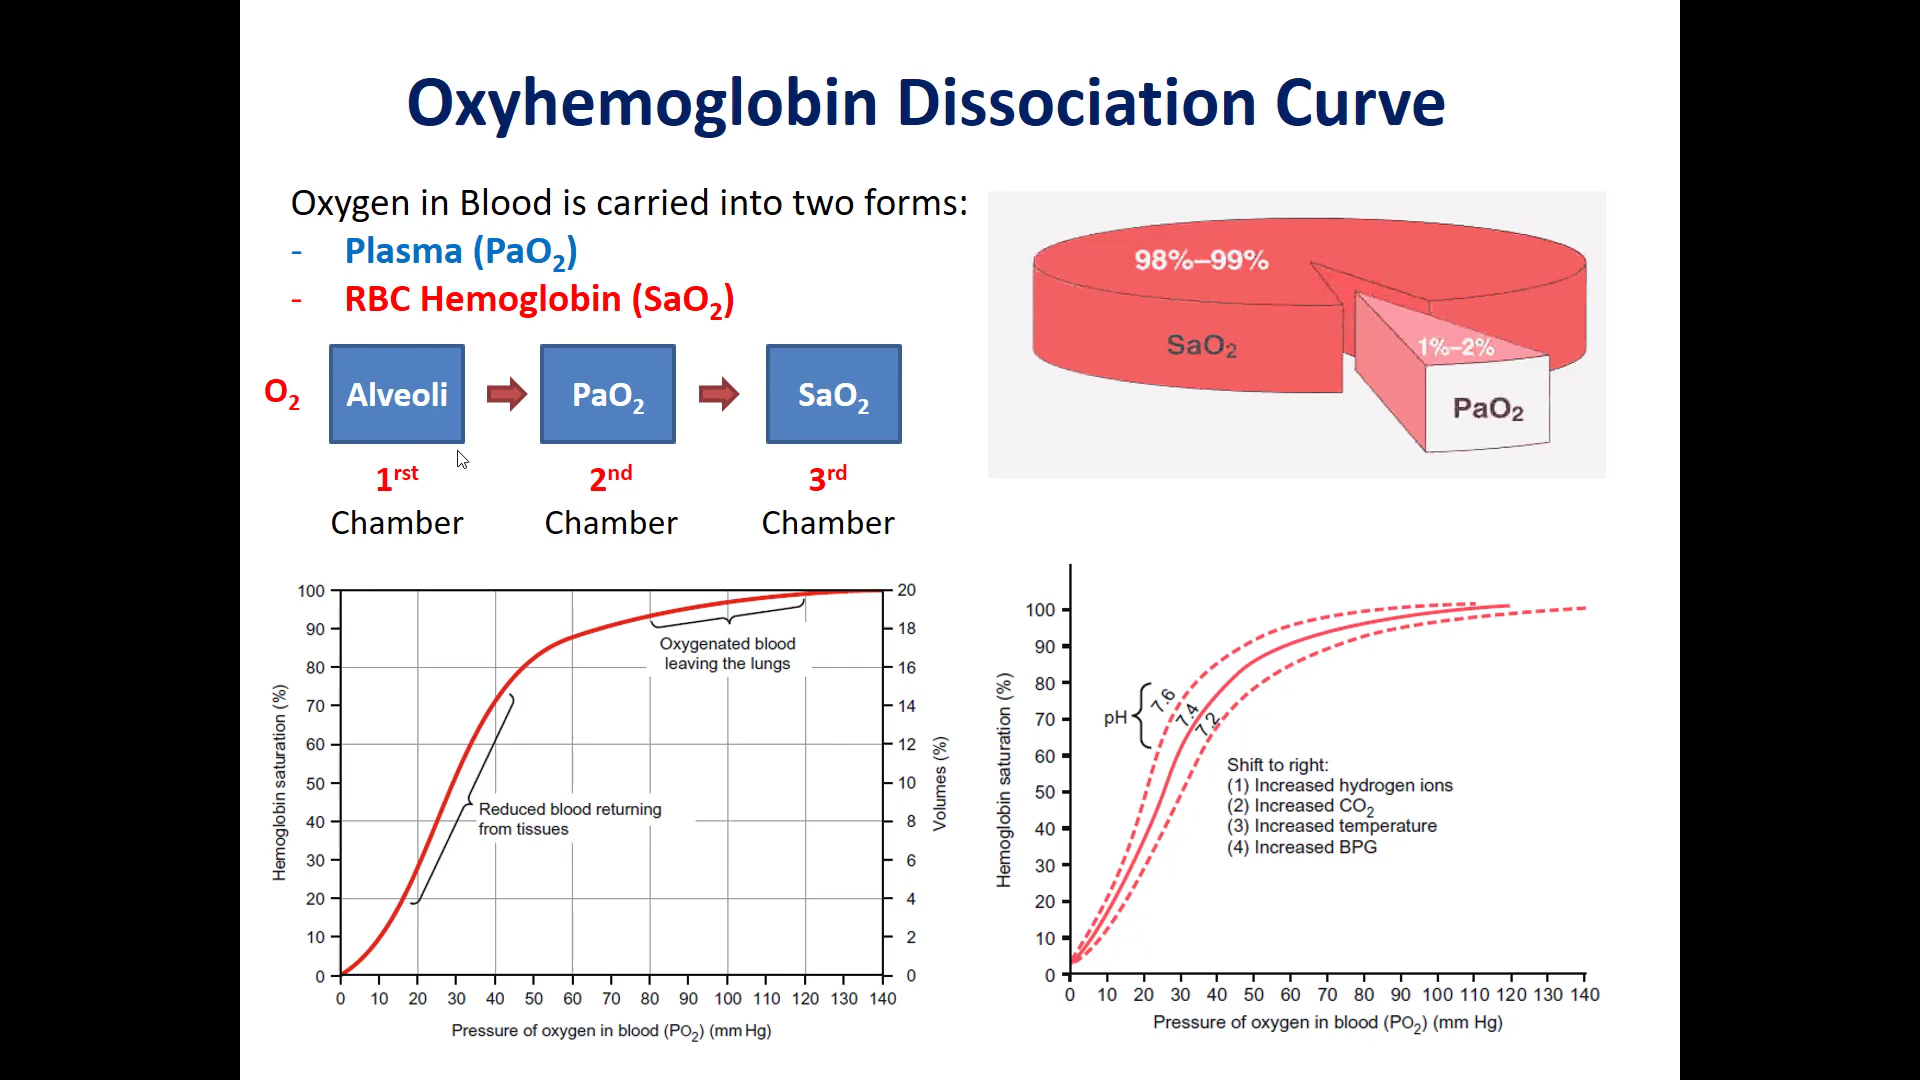 Oxyhemoglobin Dissociation Curve
Oxygen in Blood is carried into two forms:
- Plasma (PaO₂)
- RBC Hemoglobin (SaO₂)
O₂
Alveoli
PaO₂
SaO₂
1rst
2nd
3rd
Chamber
Chamber
Chamber
98%–99%
SaO₂
1%–2%
PaO₂
Hemoglobin saturation (%)
100
90
80
70
60
50
40
30
20
10
0
Oxygenated blood
leaving the lungs
Reduced blood returning
from tissues
20
18
16
14
12
10
8
6
4
2
0
Volumes (%)
0 10 20 30 40 50 60 70 80 90 100 110 120 130 140
Pressure of oxygen in blood (PO₂) (mm Hg)
Hemoglobin saturation (%)
100
90
80
70
60
50
40
30
20
10
0
pH
7.6
7.4
7.2
Shift to right:
(1) Increased hydrogen ions
(2) Increased CO₂
(3) Increased temperature
(4) Increased BPG
0 10 20 30 40 50 60 70 80 90 100 110 120 130 140
Pressure of oxygen in blood (PO₂) (mm Hg)